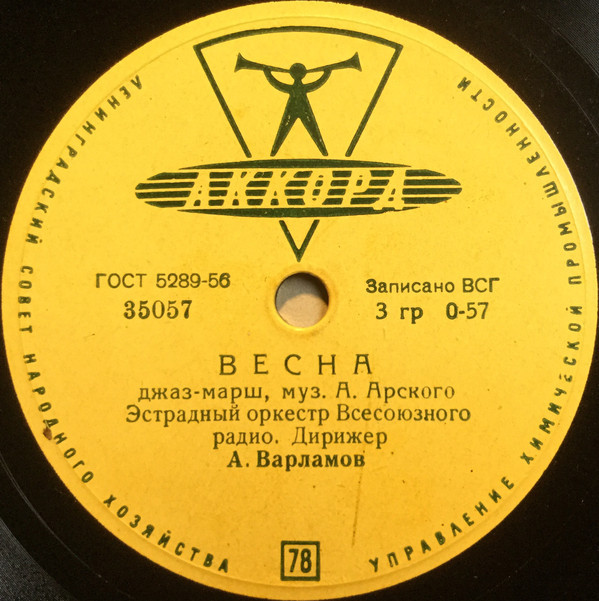 АККОРД
ЛЕНИНГРАДСКИЙ СОВЕТ НАРОДНОГО ХОЗЯЙСТВА
УПРАВЛЕНИЕ ХИМИЧЕСКОЙ ПРОМЫШЛЕННОСТИ
ГОСТ 5289-56
35057
Записано ВСГ
3 гр 0-57
ВЕСНА
джаз-марш, муз. А. Арского
Эстрадный оркестр Всесоюзного
радио. Дирижер
А. Варламов
78